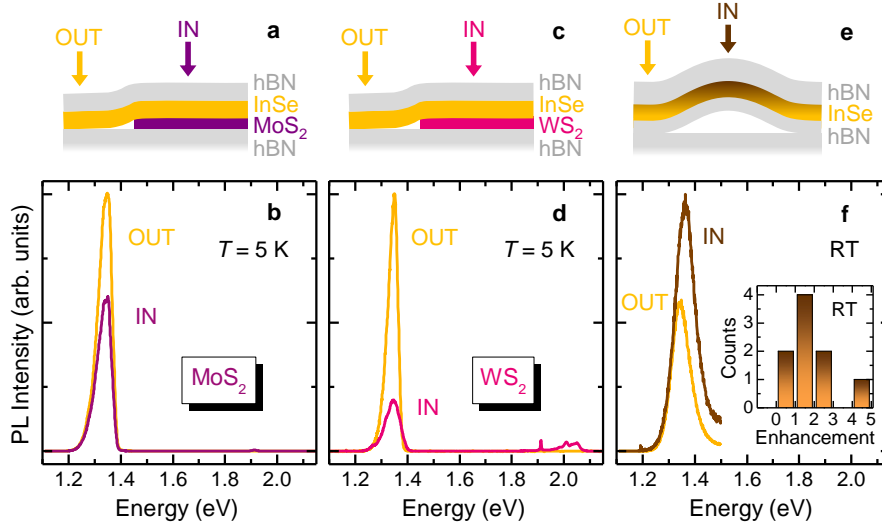 a
OUT
IN
hBN
InSe
MoS₂
hBN
c
OUT
IN
hBN
InSe
WS₂
hBN
e
OUT
IN
hBN
InSe
hBN
b
OUT
T = 5 K
IN
MoS₂
PL Intensity (arb. units)
1.2 1.4 1.6 1.8 2.0
Energy (eV)
d
OUT
T = 5 K
IN
WS₂
1.2 1.4 1.6 1.8 2.0
Energy (eV)
f
IN
RT
OUT
RT
Counts
4
3
2
1
0
0 1 2 3 4 5
Enhancement
1.2 1.4 1.6 1.8 2.0
Energy (eV)